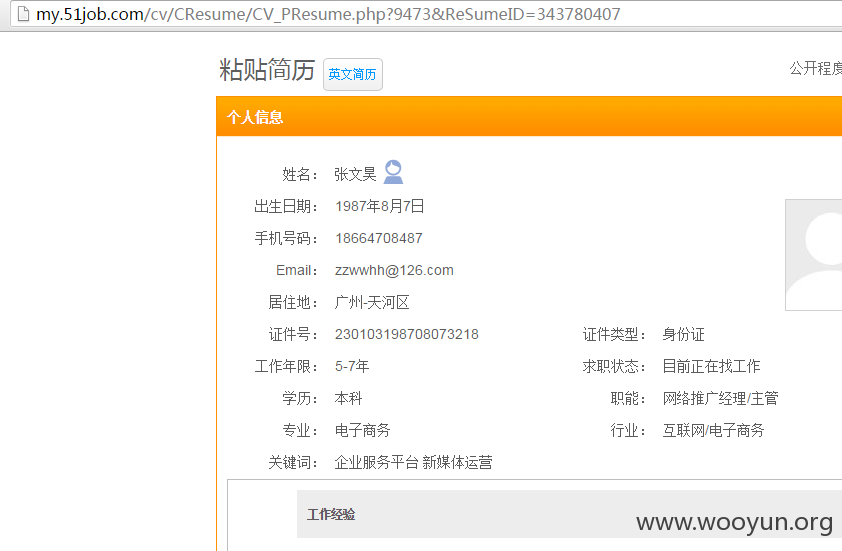 my.51job.com/cv/CResume/CV_PResume.php?9473&ReSumeID=343780407
粘贴简历 英文简历 公开程度
个人信息
姓名： 张文昊
出生日期： 1987年8月7日
手机号码： 18664708487
Email： zzwwhh@126.com
居住地： 广州-天河区
证件号： 230103198708073218 证件类型： 身份证
工作年限： 5-7年 求职状态： 目前正在找工作
学历： 本科 职能： 网络推广经理/主管
专业： 电子商务 行业： 互联网/电子商务
关键词： 企业服务平台 新媒体运营
工作经验
www.wooyun.org